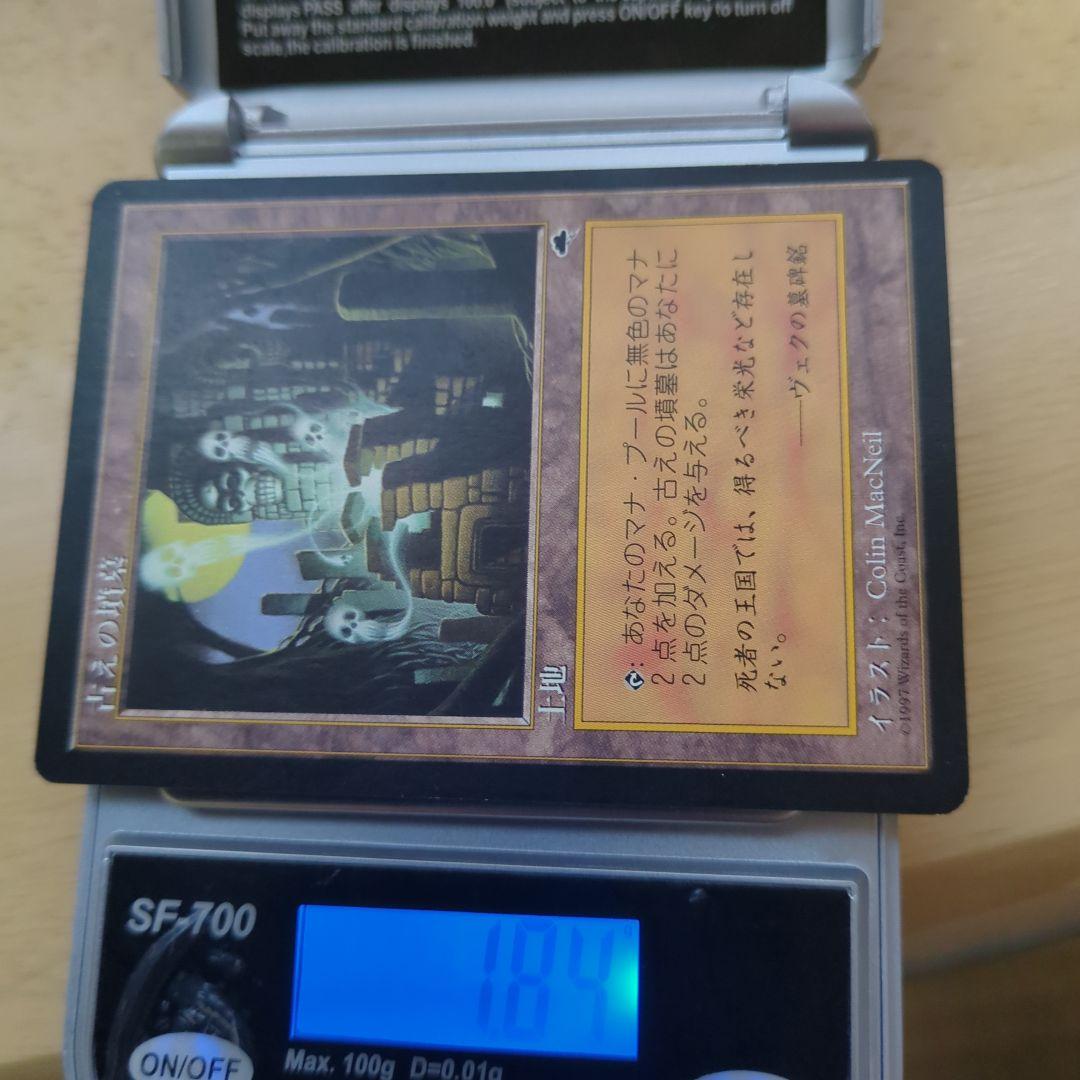 displays PASS after displays 100.0
Put away the standard calibration weight and press ON/OFF key to turn off
scale,the calibration is finished.
古えの墳墓
土地
: あなたのマナ・プールに無色のマナ
2点を加える。古えの墳墓はあなたに
2点のダメージを与える。
死者の王国では、得るべき栄光など存在し
ない。
——ヴェクの墓碑銘
イラスト: Colin MacNeil
©1997 Wizards of the Coast, Inc.
SF-700
1.84 g
ON/OFF
Max. 100g D=0.01g